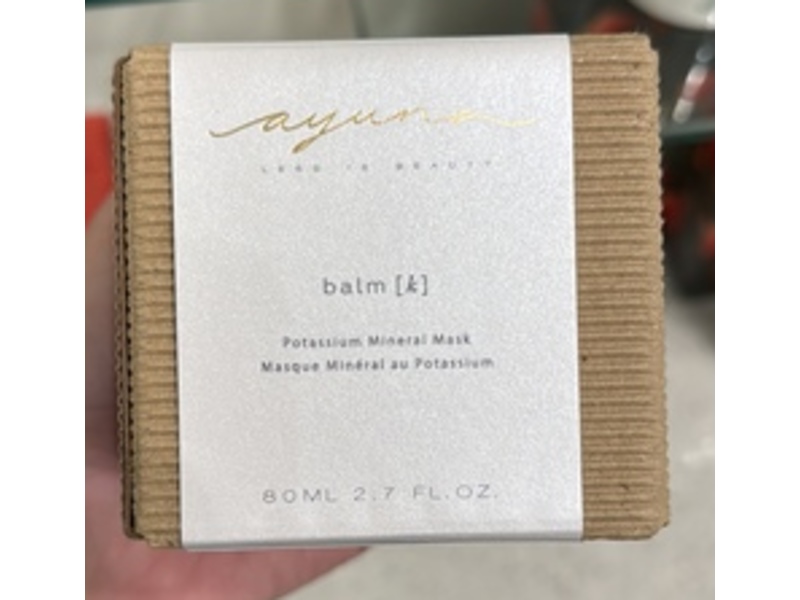 ayuna
LESS IS BEAUTY
balm [k]
Potassium Mineral Mask
Masque Minéral au Potassium
80ML 2.7 FL.OZ.